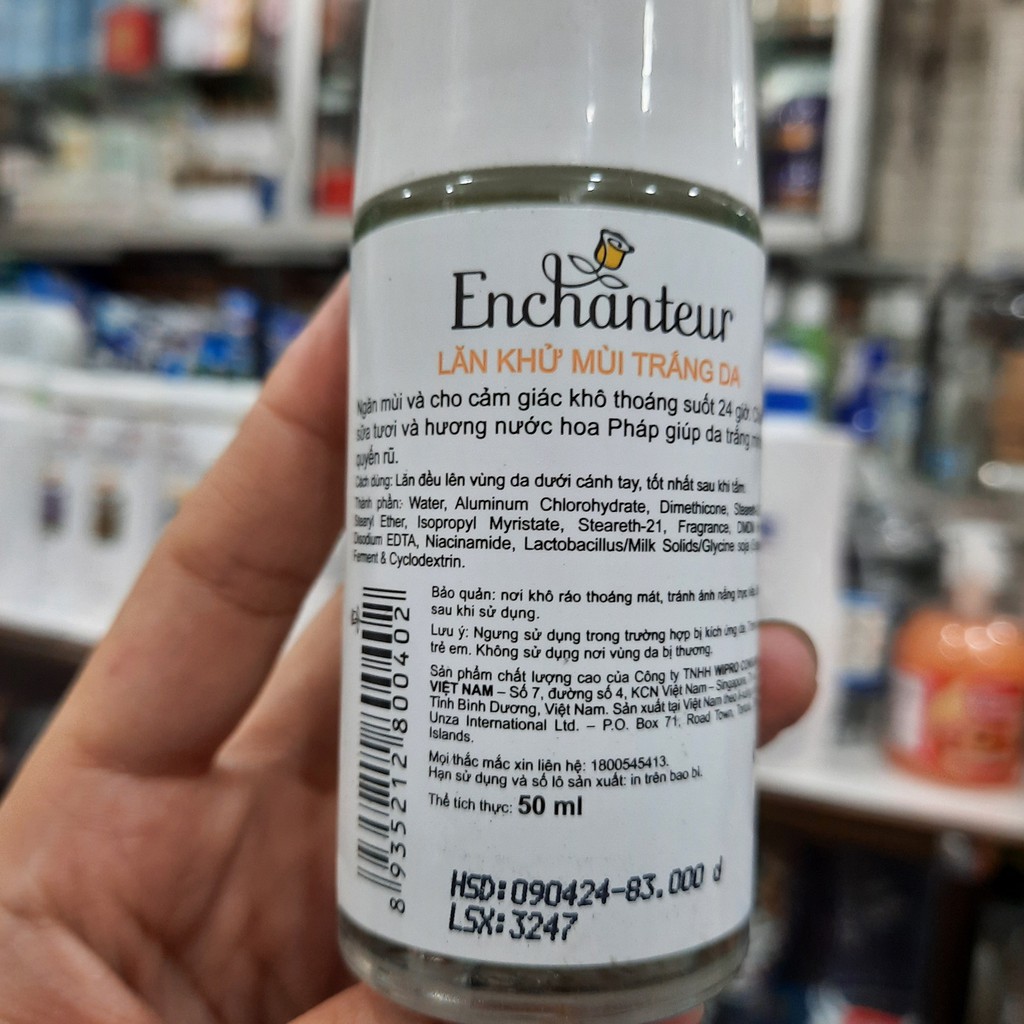 Enchanteur
LĂN KHỬ MÙI TRẮNG DA
Ngăn mùi và cho cảm giác khô thoáng suốt 24 giờ.
sữa tươi và hương nước hoa Pháp giúp da trắng
quyến rũ.
Cách dùng: Lăn đều lên vùng da dưới cánh tay, tốt nhất sau khi tắm.
Thành phần: Water, Aluminum Chlorohydrate, Dimethicone,
Stearyl Ether, Isopropyl Myristate, Steareth-21, Fragrance, DMDM
Disodium EDTA, Niacinamide, Lactobacillus/Milk Solids/Glycine soja
Ferment & Cyclodextrin.
Bảo quản: nơi khô ráo thoáng mát, tránh ánh nắng trực
sau khi sử dụng.
Lưu ý: Ngưng sử dụng trong trường hợp bị kích ứng da.
trẻ em. Không sử dụng nơi vùng da bị thương.
Sản phẩm chất lượng cao của Công ty TNHH WIPRO
VIỆT NAM – Số 7, đường số 4, KCN Việt Nam – Singapore,
Tỉnh Bình Dương, Việt Nam. Sản xuất tại Việt Nam theo
Unza International Ltd. – P.O. Box 71, Road Town,
Islands.
Mọi thắc mắc xin liên hệ: 1800545413.
Hạn sử dụng và số lô sản xuất: in trên bao bì.
Thể tích thực: 50 ml
8935212800402
HSD:090424-83.000 đ
LSX:3247